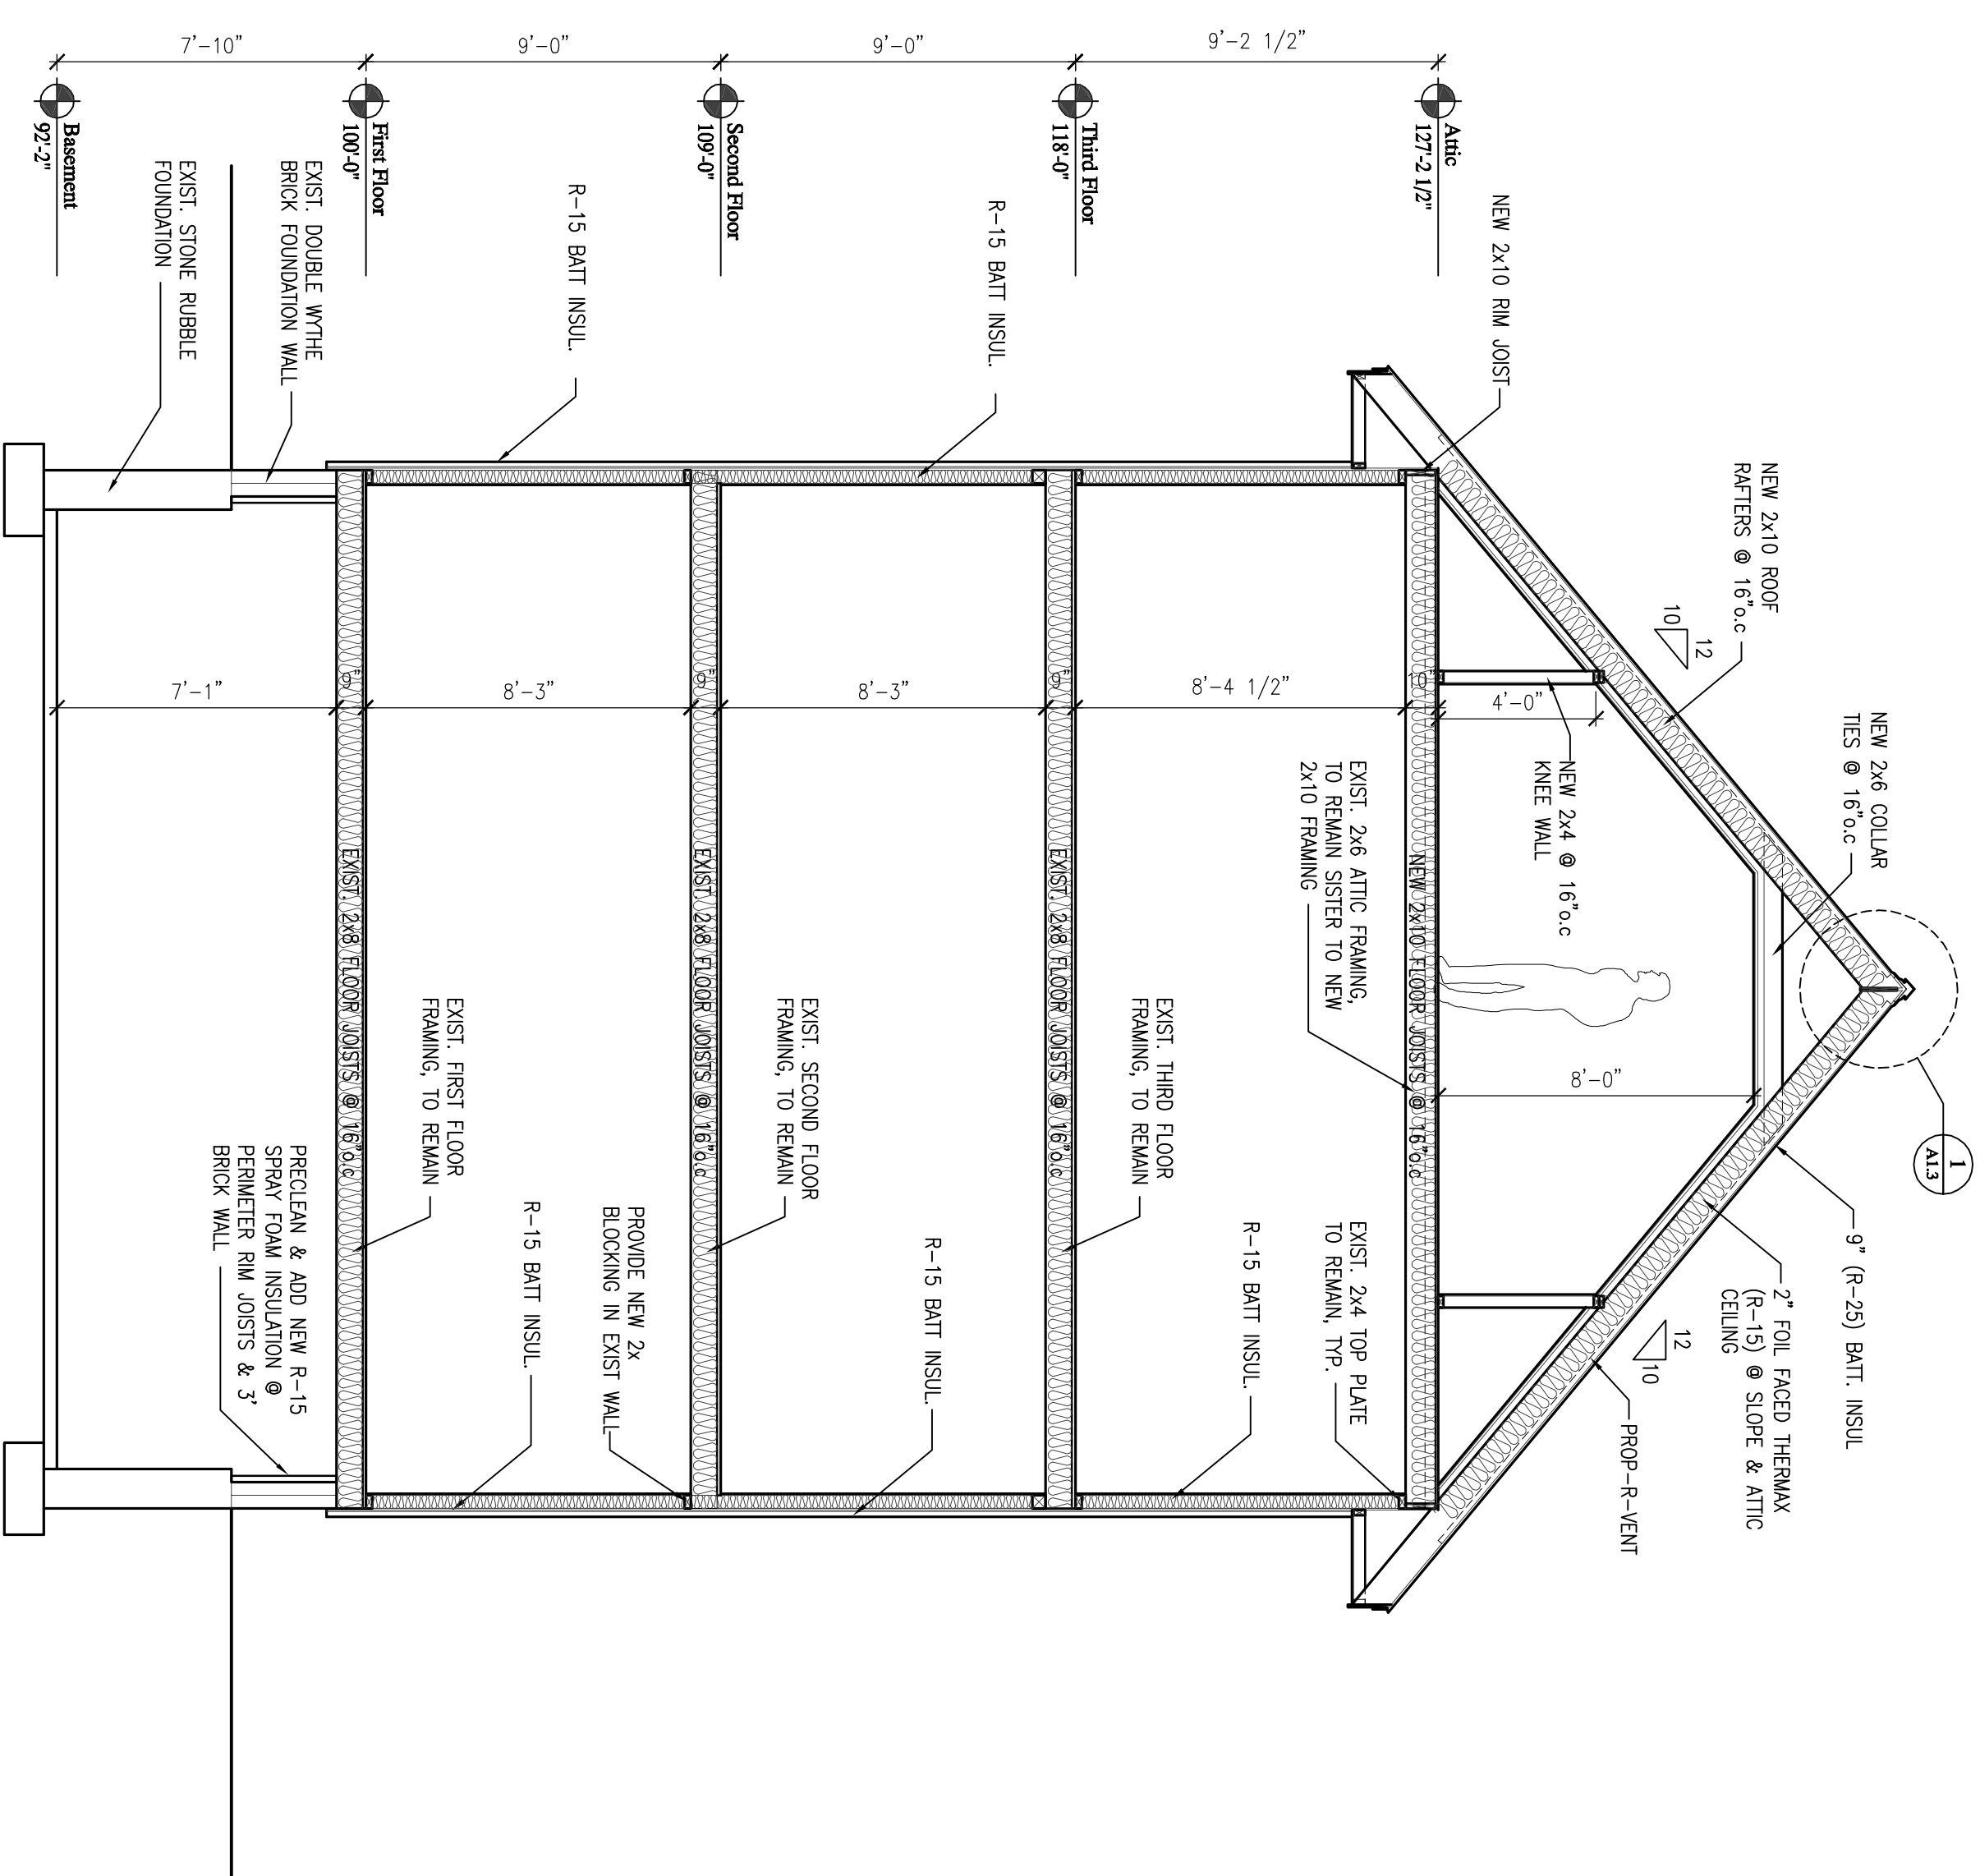 1
A1.3
NEW 2x6 COLLAR
TIES @ 16"o.c
9" (R-25) BATT. INSUL
NEW 2x10 ROOF
RAFTERS @ 16"o.c
2" FOIL FACED THERMAX
(R-15) @ SLOPE & ATTIC
CEILING
12
10
12
10
PROP-R-VENT
NEW 2x4 @ 16"o.c
KNEE WALL
4'-0"
8'-0"
NEW 2x10 RIM JOIST
Attic
127'-2 1/2"
NEW 2x10 FLOOR JOISTS @ 16"o.c
10"
EXIST. 2x6 ATTIC FRAMING,
TO REMAIN SISTER TO NEW
2x10 FRAMING
EXIST. 2x4 TOP PLATE
TO REMAIN, TYP.
9'-2 1/2"
8'-4 1/2"
R-15 BATT INSUL.
EXIST. THIRD FLOOR
FRAMING, TO REMAIN
Third Floor
118'-0"
9"
EXIST. 2x8 FLOOR JOISTS @ 16"o.c
R-15 BATT INSUL.
9'-0"
8'-3"
R-15 BATT INSUL.
EXIST. SECOND FLOOR
FRAMING, TO REMAIN
Second Floor
109'-0"
9"
EXIST. 2x8 FLOOR JOISTS @ 16"o.c
PROVIDE NEW 2x
BLOCKING IN EXIST WALL
R-15 BATT INSUL.
9'-0"
8'-3"
R-15 BATT INSUL.
EXIST. FIRST FLOOR
FRAMING, TO REMAIN
First Floor
100'-0"
9"
EXIST. 2x8 FLOOR JOISTS @ 16"o.c
EXIST. DOUBLE WYTHE
BRICK FOUNDATION WALL
PRECLEAN & ADD NEW R-15
SPRAY FOAM INSULATION @
PERIMETER RIM JOISTS & 3'
BRICK WALL
7'-10"
7'-1"
EXIST. STONE RUBBLE
FOUNDATION
Basement
92'-2"